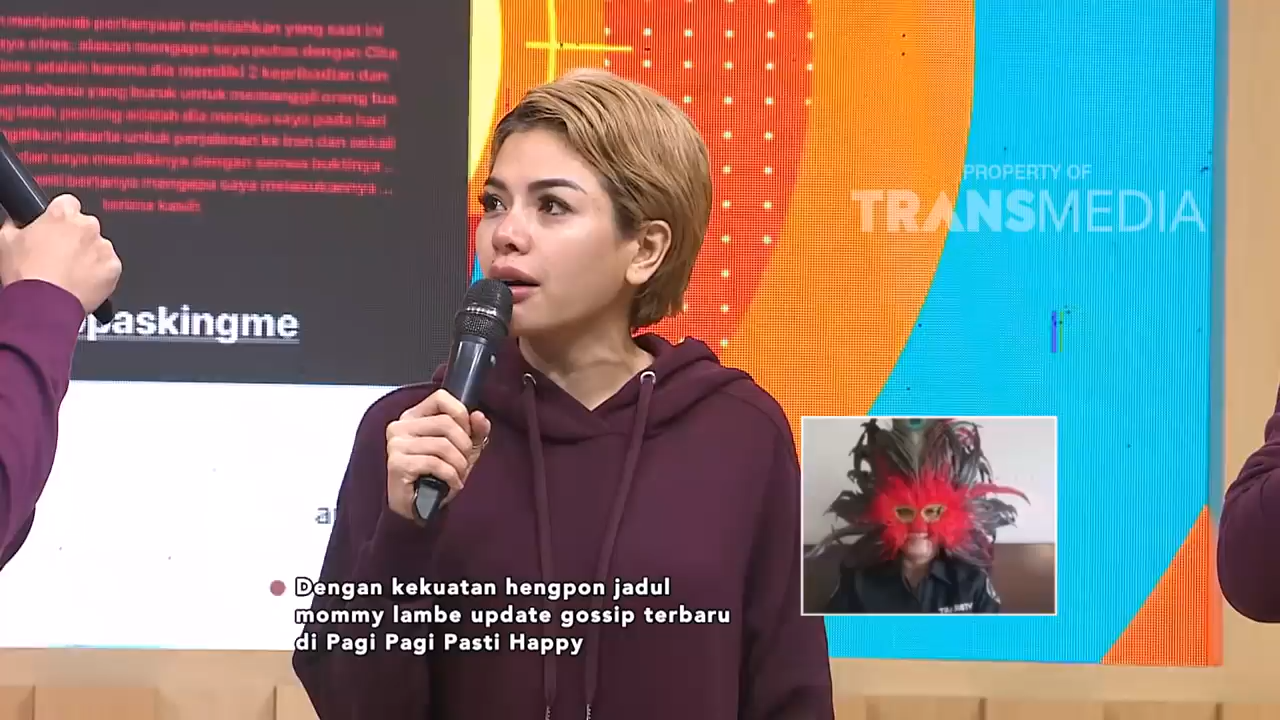 menjawab pertanyaan melelahkan yang saat ini
stres, alasan mengapa saya putus dengan Cita
adalah karena dia memiliki 2 kepribadian dan
bahasa yang buruk untuk memanggil orang tua
lebih penting adalah dia menipu saya pada hari
jakarta untuk perjalanan ke Iran dan sekali
dan saya memilikinya dengan semua buktinya ..
berhenti bertanya mengapa saya melakukannya ...
terima kasih
paskingme
PROPERTY OF
TRANSMEDIA
Dengan kekuatan hengpon jadul
mommy lambe update gossip terbaru
di Pagi Pagi Pasti Happy